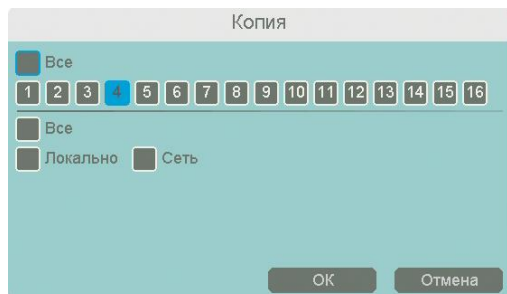 Копия
Все
1 2 3 4 5 6 7 8 9 10 11 12 13 14 15 16
Все
Локально Сеть
ОК Отмена